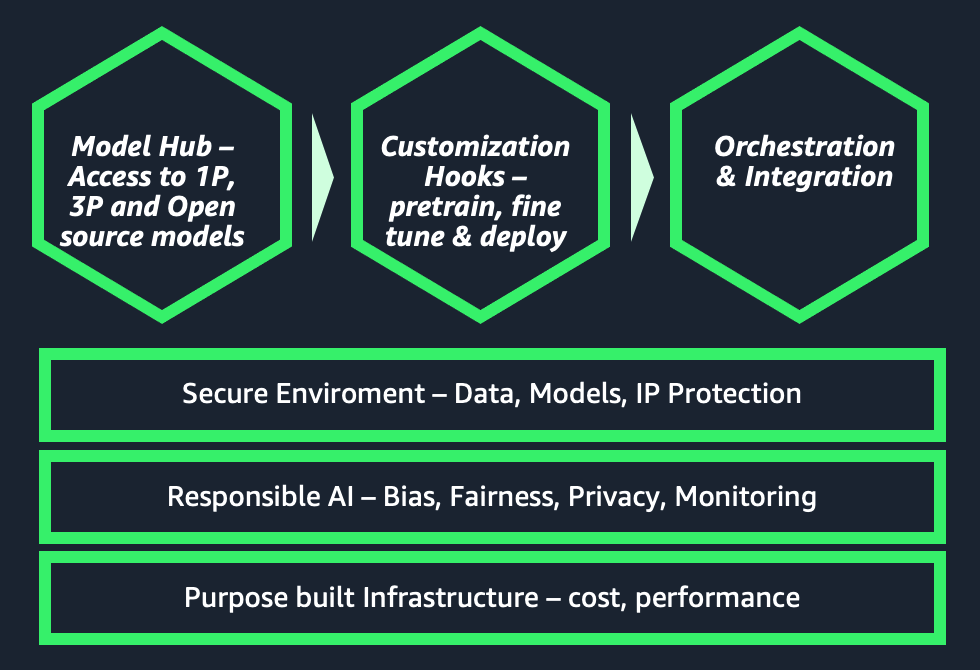 Model Hub –
Access to 1P,
3P and Open
source models
Customization
Hooks –
pretrain, fine
tune & deploy
Orchestration
& Integration
Secure Enviroment – Data, Models, IP Protection
Responsible AI – Bias, Fairness, Privacy, Monitoring
Purpose built Infrastructure – cost, performance